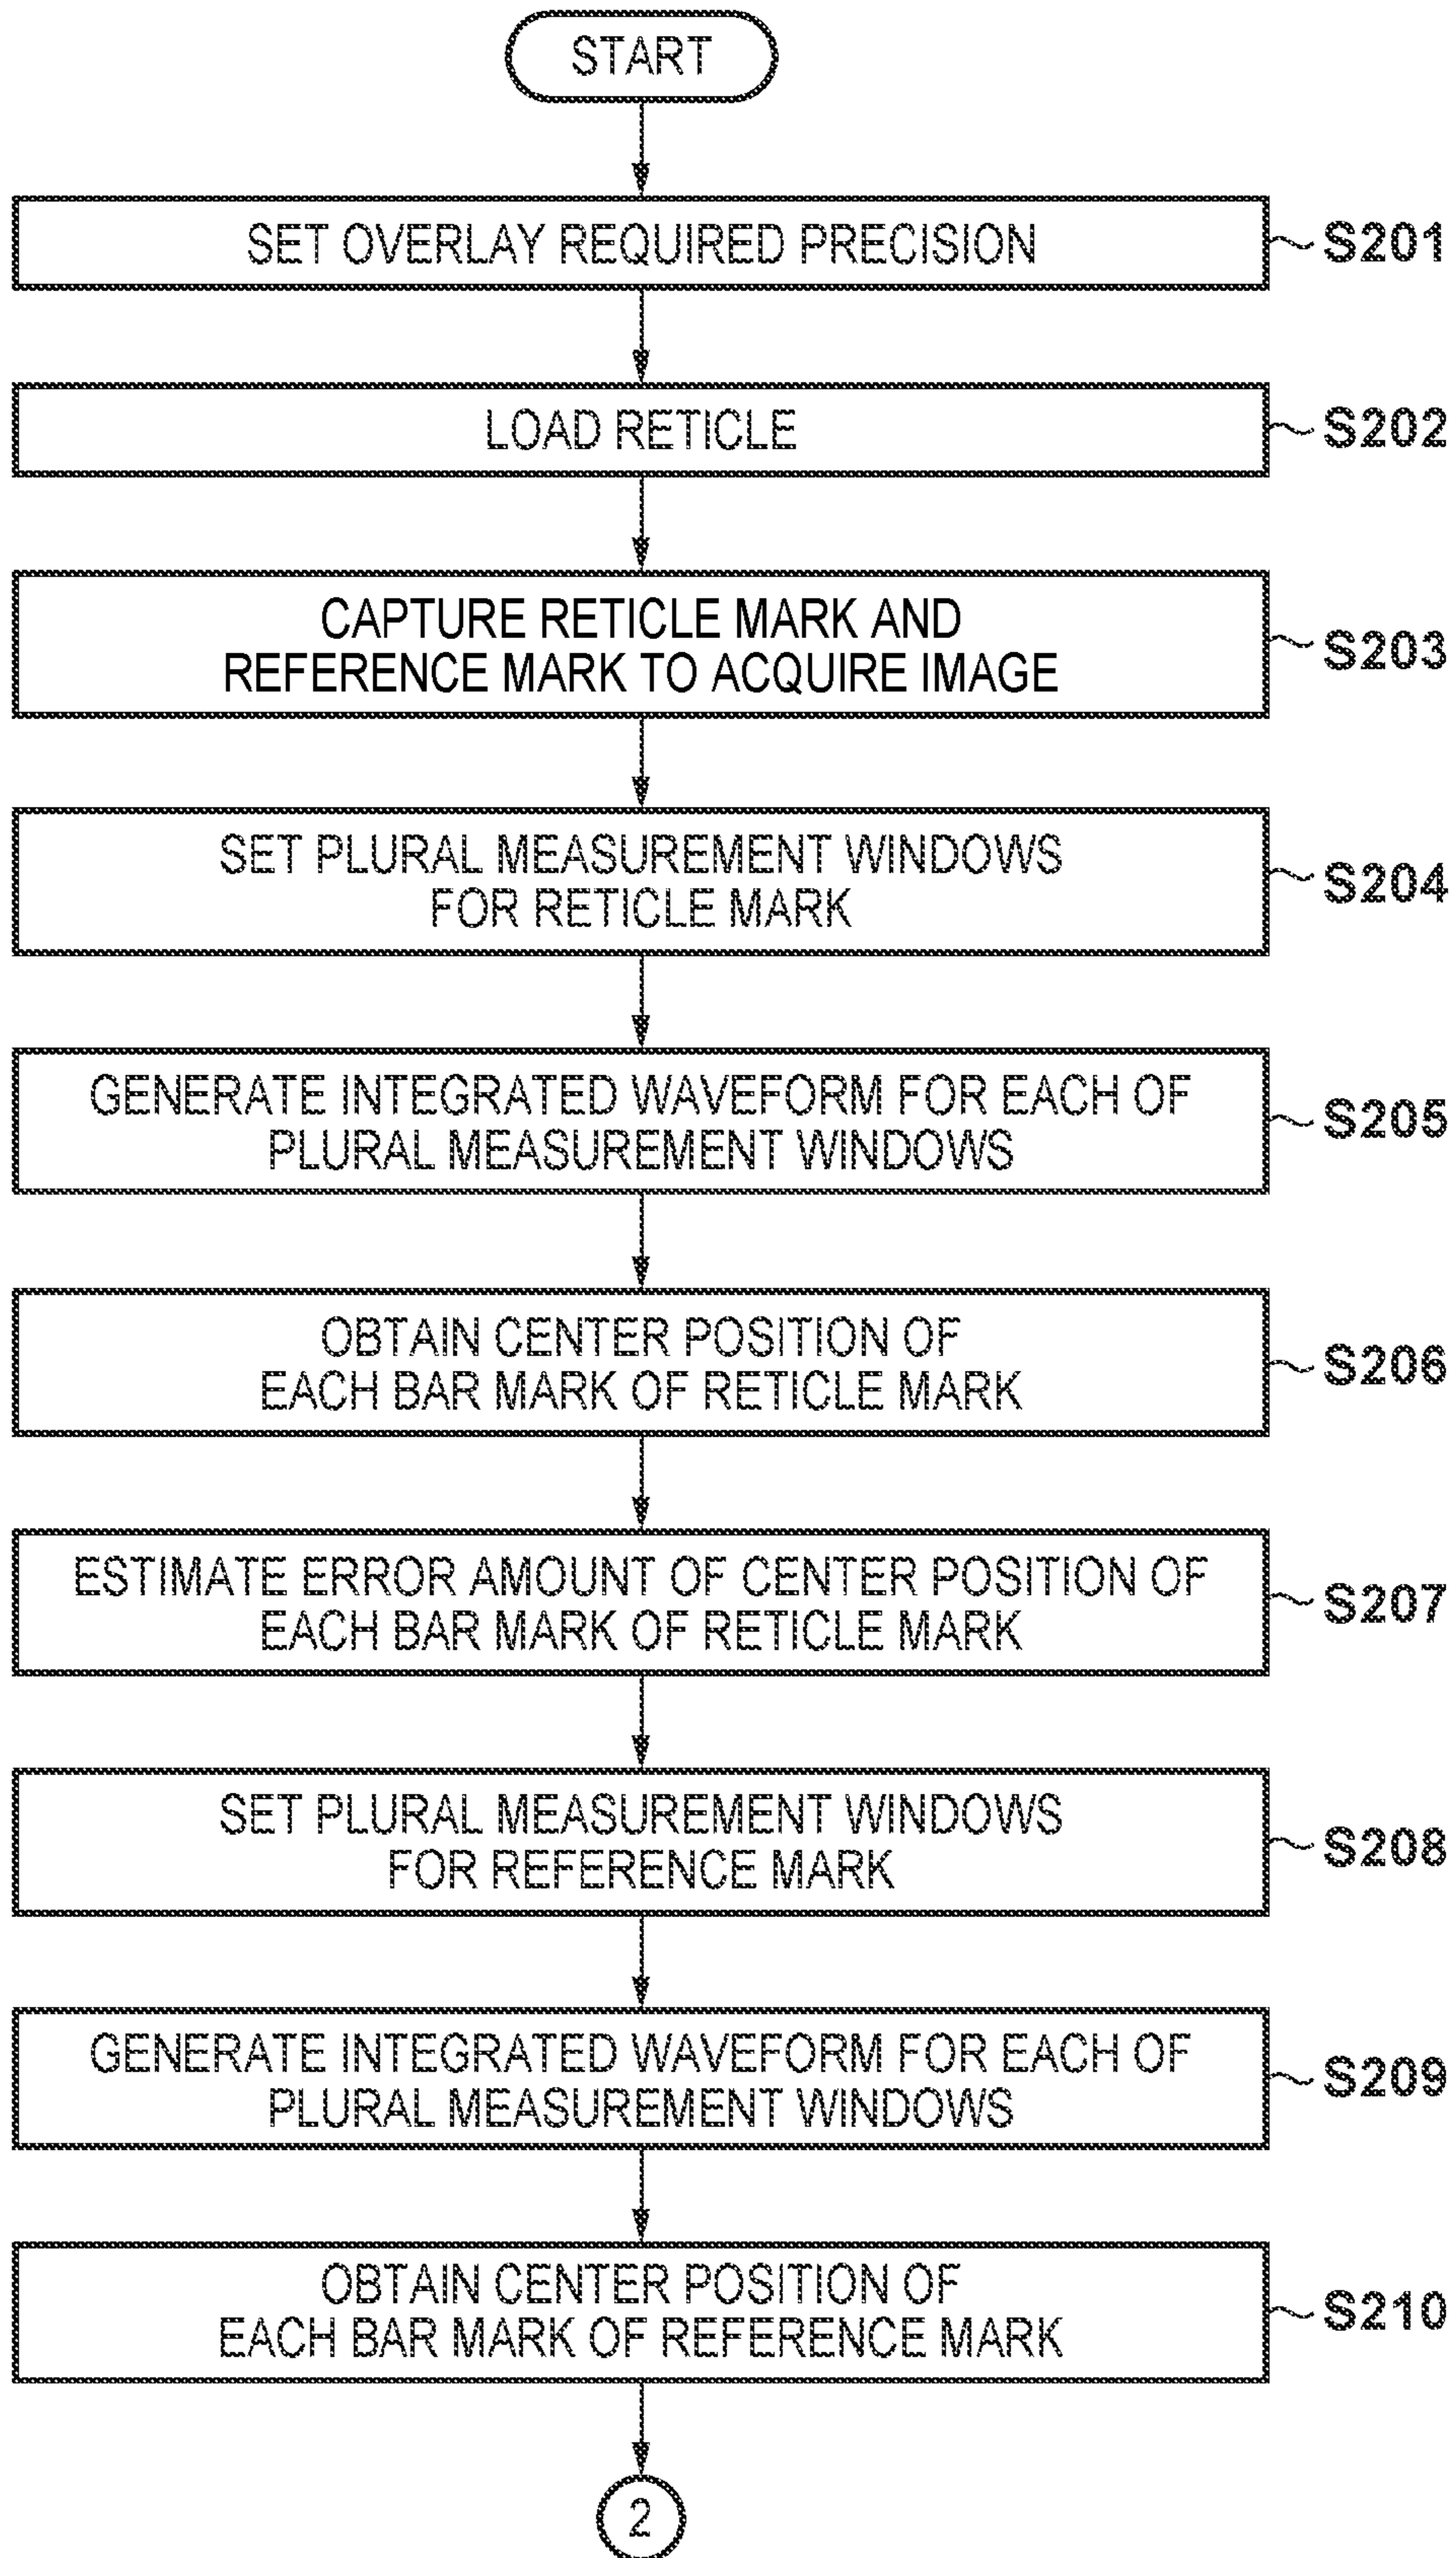 START
SET OVERLAY REQUIRED PRECISION
S201
LOAD RETICLE
S202
CAPTURE RETICLE MARK AND
REFERENCE MARK TO ACQUIRE IMAGE
S203
SET PLURAL MEASUREMENT WINDOWS
FOR RETICLE MARK
S204
GENERATE INTEGRATED WAVEFORM FOR EACH OF
PLURAL MEASUREMENT WINDOWS
S205
OBTAIN CENTER POSITION OF
EACH BAR MARK OF RETICLE MARK
S206
ESTIMATE ERROR AMOUNT OF CENTER POSITION OF
EACH BAR MARK OF RETICLE MARK
S207
SET PLURAL MEASUREMENT WINDOWS
FOR REFERENCE MARK
S208
GENERATE INTEGRATED WAVEFORM FOR EACH OF
PLURAL MEASUREMENT WINDOWS
S209
OBTAIN CENTER POSITION OF
EACH BAR MARK OF REFERENCE MARK
S210
2